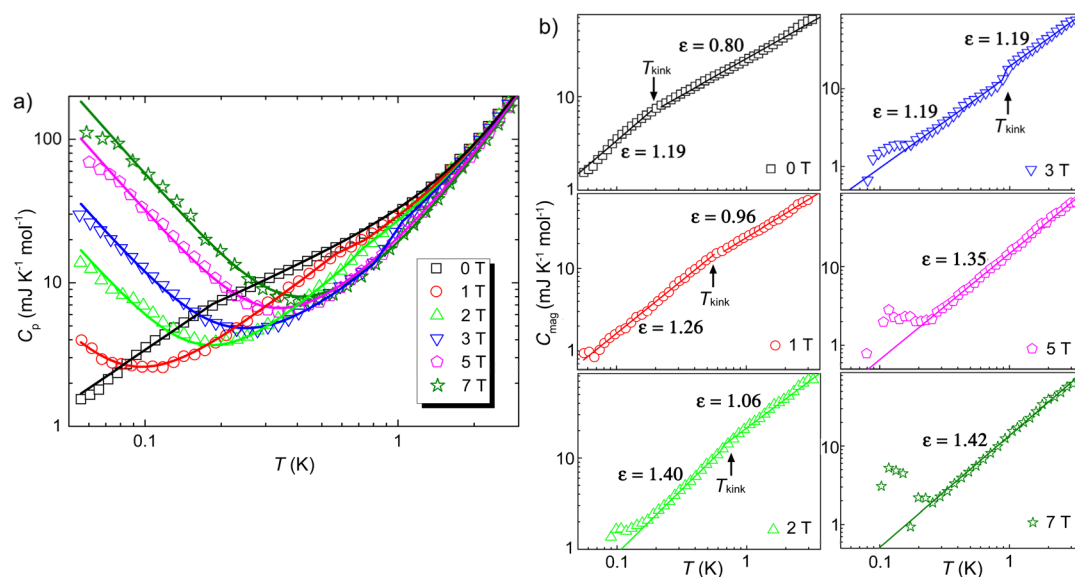 a)
C_p (mJ K⁻¹ mol⁻¹)
100
10
1
0.1
1
T (K)
0 T
1 T
2 T
3 T
5 T
7 T
b)
C_mag (mJ K⁻¹ mol⁻¹)
10
1
ε = 0.80
T_kink
ε = 1.19
0 T
10
1
ε = 1.19
ε = 1.19
T_kink
3 T
10
1
ε = 0.96
T_kink
ε = 1.26
1 T
10
1
ε = 1.35
5 T
10
1
ε = 1.06
T_kink
ε = 1.40
2 T
0.1
1
T (K)
10
1
ε = 1.42
7 T
0.1
1
T (K)